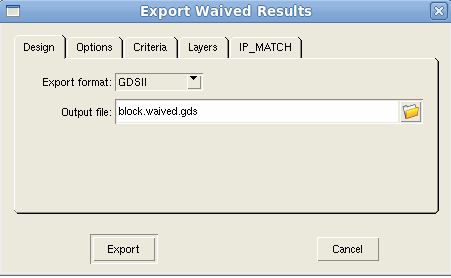 Export Waived Results
Design Options Criteria Layers IP_MATCH
Export format: GDSII
Output file: block.waived.gds
Export Cancel